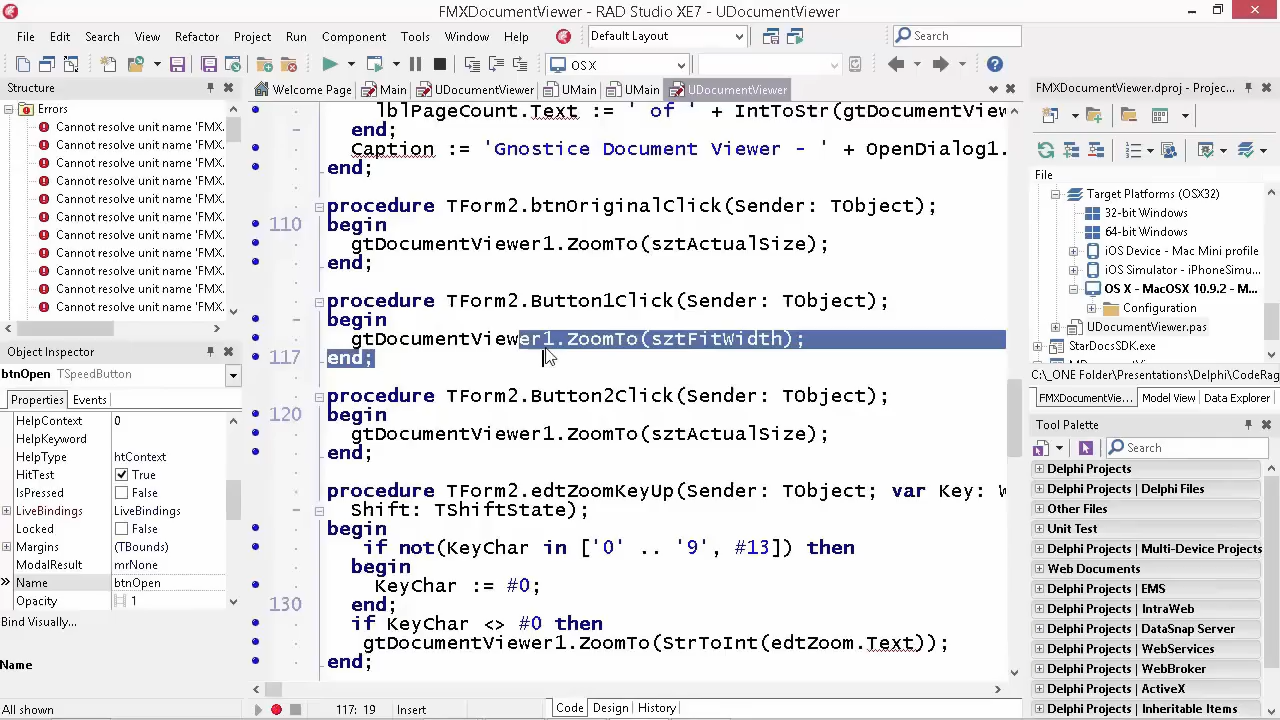 FMXDocumentViewer - RAD Studio XE7 - UDocumentViewer
File Edit Search View Refactor Project Run Component Tools Window Help
Default Layout
Search
OS X
Structure
Errors
Cannot resolve unit name 'FMX.
Cannot resolve unit name 'FMX.
Cannot resolve unit name 'FMX.
Cannot resolve unit name 'FMX.
Cannot resolve unit name 'FMX.
Cannot resolve unit name 'FMX.
Cannot resolve unit name 'FMX.
Cannot resolve unit name 'FMX.
Cannot resolve unit name 'FMX.
Cannot resolve unit name 'FMX.
Cannot resolve unit name 'FMX.
Object Inspector
btnOpen TSpeedButton
Properties Events
HelpContext 0
HelpKeyword
HelpType htContext
HitTest True
IsPressed False
LiveBindings LiveBindings
Locked False
Margins (TBounds)
ModalResult mrNone
Name btnOpen
Opacity 1
Bind Visually...
Name
All shown
Welcome Page Main UDocumentViewer UMain UMain UDocumentViewer
lblPageCount.Text := ' of ' + IntToStr(gtDocumentView
end;
Caption := 'Gnostice Document Viewer - ' + OpenDialog1.
end;
procedure TForm2.btnOriginalClick(Sender: TObject);
110 begin
gtDocumentViewer1.ZoomTo(sztActualSize);
end;
procedure TForm2.Button1Click(Sender: TObject);
begin
gtDocumentViewer1.ZoomTo(sztFitWidth);
117 end;
procedure TForm2.Button2Click(Sender: TObject);
120 begin
gtDocumentViewer1.ZoomTo(sztActualSize);
end;
procedure TForm2.edtZoomKeyUp(Sender: TObject; var Key: W
Shift: TShiftState);
begin
if not(KeyChar in ['0' .. '9', #13]) then
begin
KeyChar := #0;
130 end;
if KeyChar <> #0 then
gtDocumentViewer1.ZoomTo(StrToInt(edtZoom.Text));
end;
117: 19 Insert
Code Design History
FMXDocumentViewer.dproj - Projec...
File
Target Platforms (OSX32)
32-bit Windows
64-bit Windows
iOS Device - Mac Mini profile
iOS Simulator - iPhoneSimu...
OS X - MacOSX 10.9.2 - M...
Configuration
UDocumentViewer.pas
StarDocsSDK.exe
C:\_ONE Folder\Presentations\Delphi\CodeRag
FMXDocumentVie... Model View Data Explorer
Tool Palette
Search
Delphi Projects
Delphi Projects | Delphi Files
Other Files
Unit Test
Delphi Projects | Multi-Device Projects
Web Documents
Delphi Projects | EMS
Delphi Projects | IntraWeb
Delphi Projects | DataSnap Server
Delphi Projects | WebServices
Delphi Projects | WebBroker
Delphi Projects | ActiveX
Delphi Projects | Inheritable Items